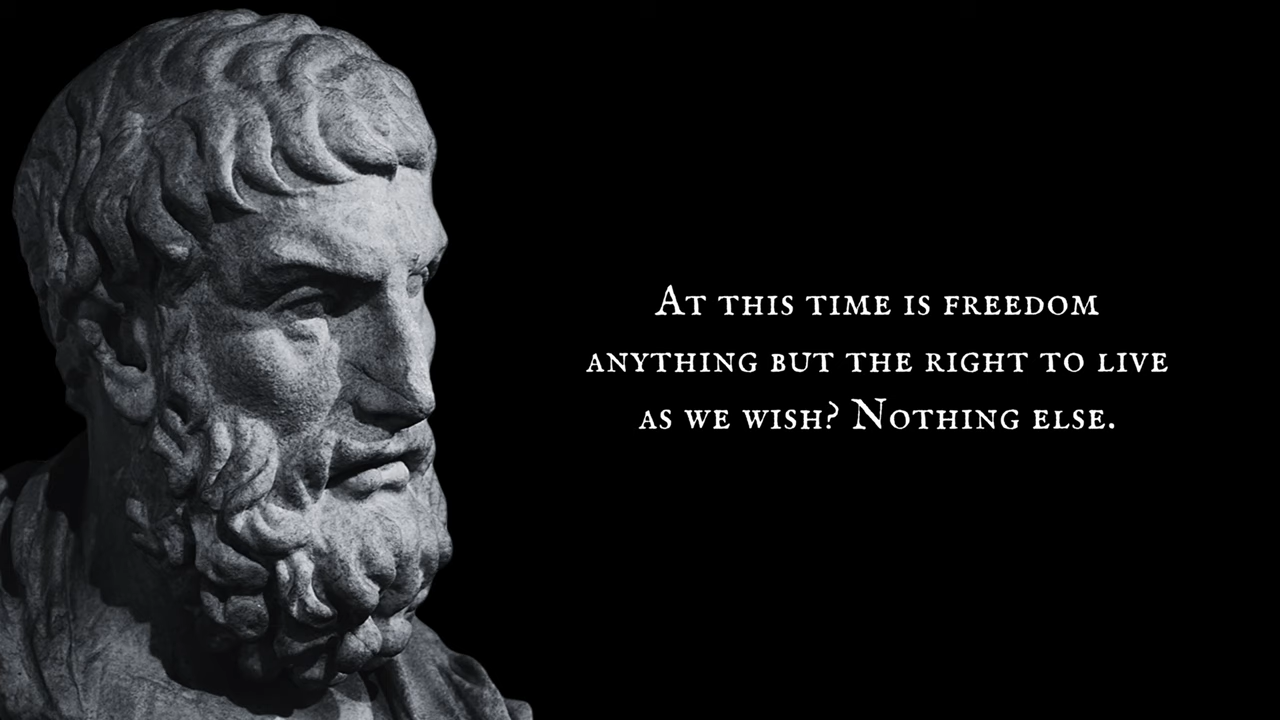 At this time is freedom
anything but the right to live
as we wish? Nothing else.